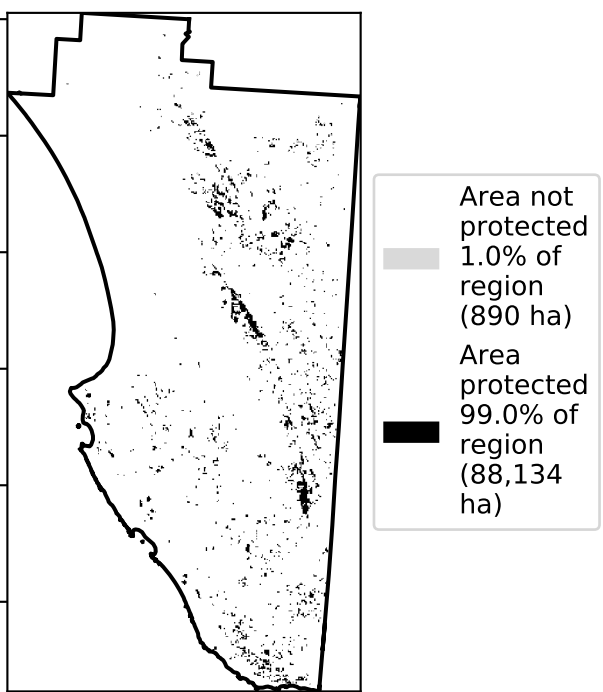 Area not
protected
1.0% of
region
(890 ha)
Area
protected
99.0% of
region
(88,134
ha)